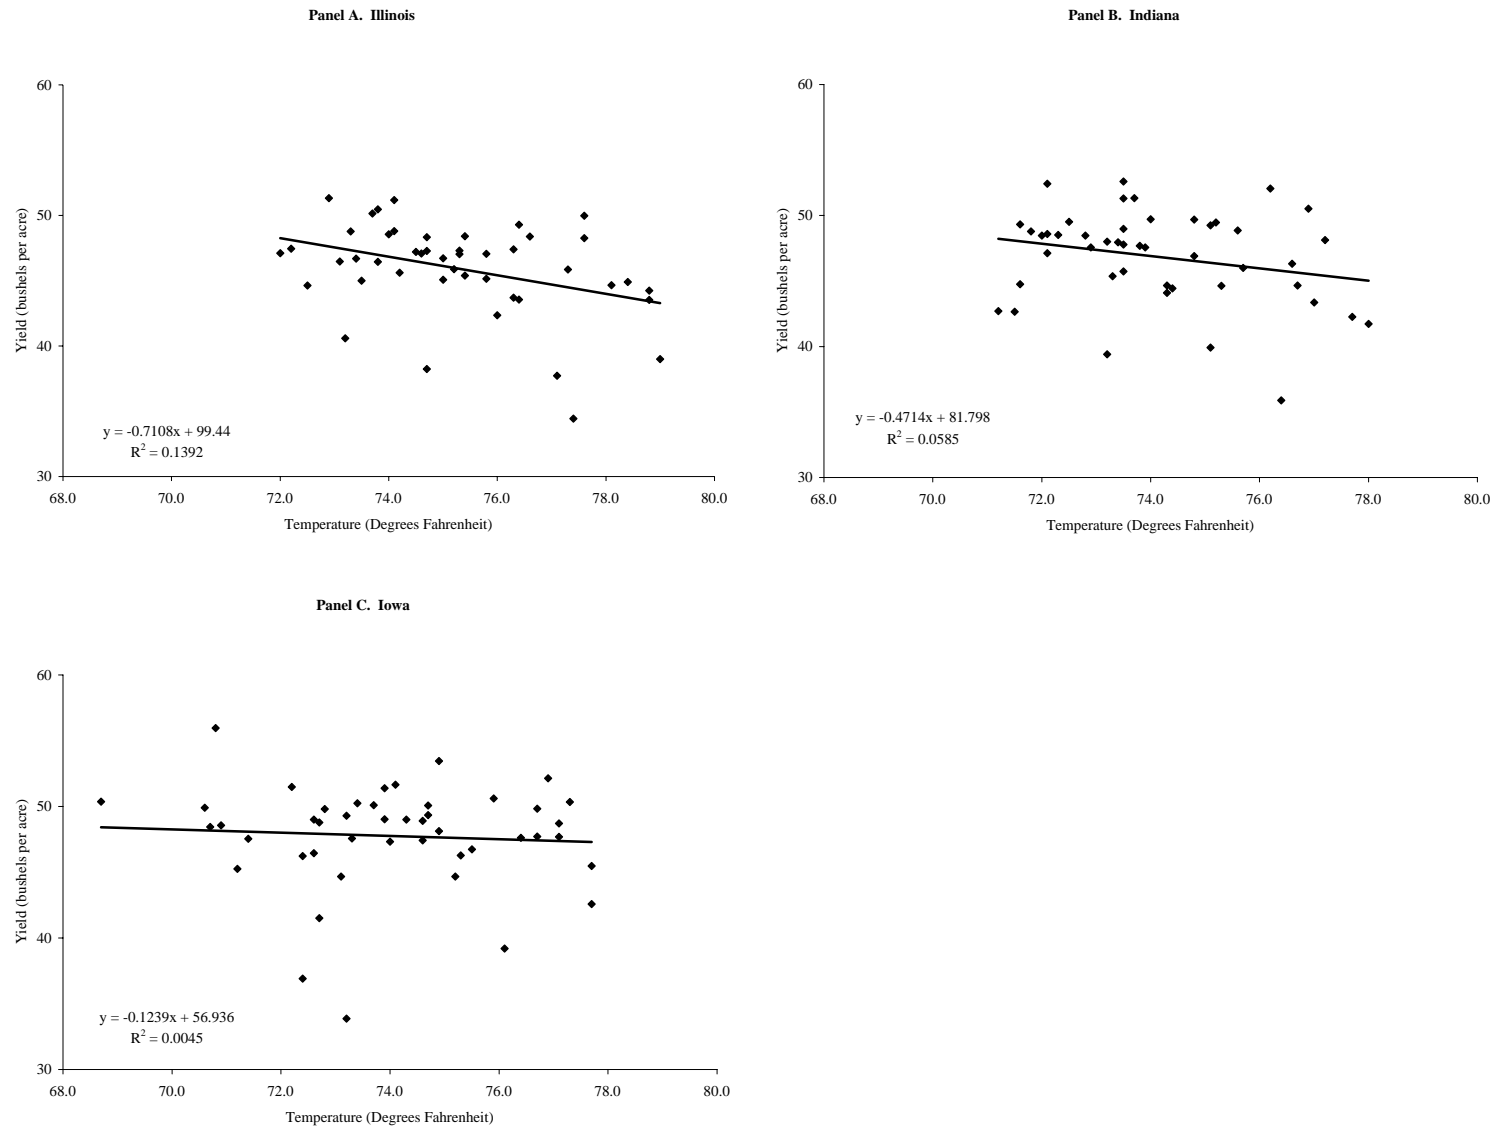 Panel A.  Illinois
60
50
40
30
Yield (bushels per acre)
y = -0.7108x + 99.44
R² = 0.1392
68.0 70.0 72.0 74.0 76.0 78.0 80.0
Temperature (Degrees Fahrenheit)
Panel B.  Indiana
60
50
40
30
Yield (bushels per acre)
y = -0.4714x + 81.798
R² = 0.0585
68.0 70.0 72.0 74.0 76.0 78.0 80.0
Temperature (Degrees Fahrenheit)
Panel C.  Iowa
60
50
40
30
Yield (bushels per acre)
y = -0.1239x + 56.936
R² = 0.0045
68.0 70.0 72.0 74.0 76.0 78.0 80.0
Temperature (Degrees Fahrenheit)